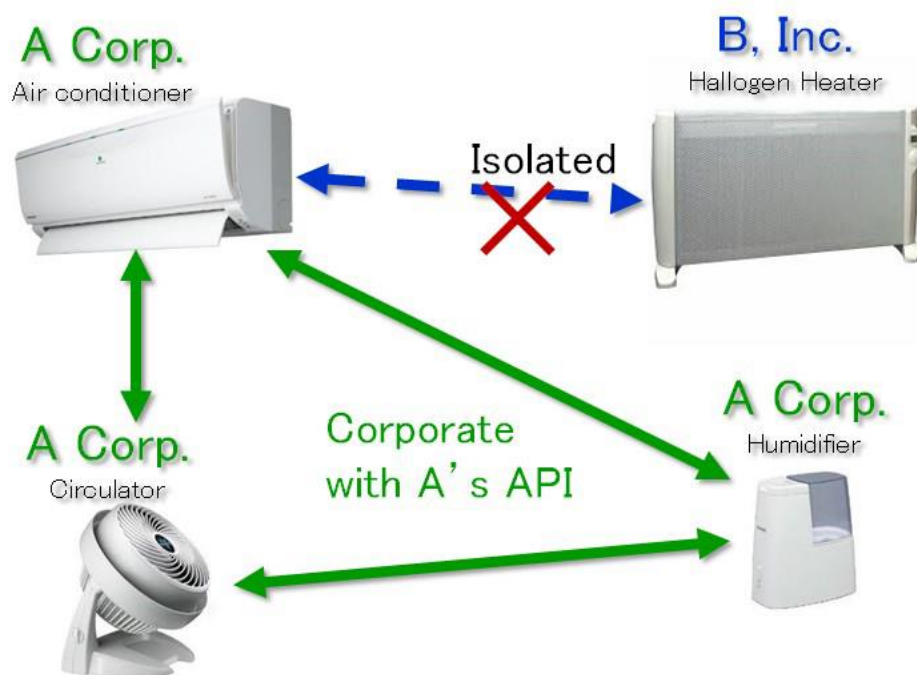 A Corp.
Air conditioner
B, Inc.
Hallogen Heater
Isolated
A Corp.
Circulator
Corporate
with A's API
A Corp.
Humidifier